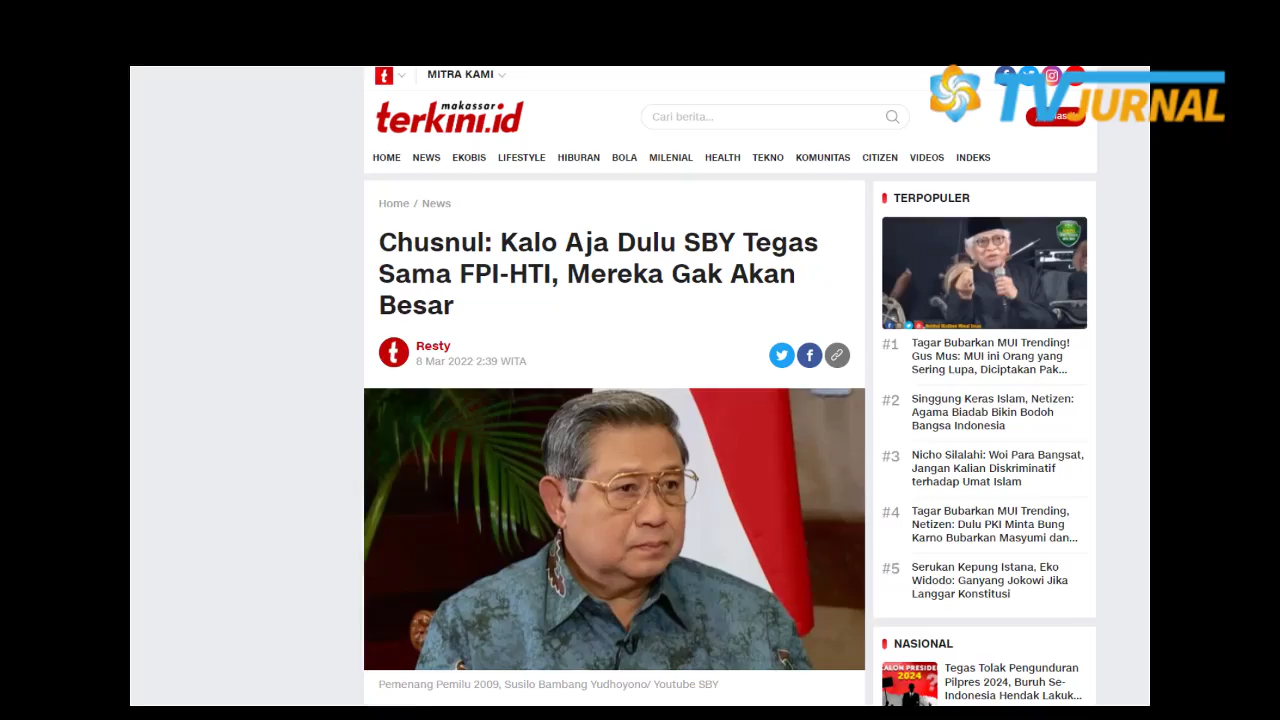 TV JURNAL
MITRA KAMI
makassar
terkini.id
Cari berita...
HOME NEWS EKOBIS LIFESTYLE HIBURAN BOLA MILENIAL HEALTH TEKNO KOMUNITAS CITIZEN VIDEOS INDEKS
Home / News
Chusnul: Kalo Aja Dulu SBY Tegas
Sama FPI-HTI, Mereka Gak Akan
Besar
Resty
8 Mar 2022 2:39 WITA
Pemenang Pemilu 2009, Susilo Bambang Yudhoyono/ Youtube SBY
TERPOPULER
#1 Tagar Bubarkan MUI Trending!
Gus Mus: MUI ini Orang yang
Sering Lupa, Diciptakan Pak...
#2 Singgung Keras Islam, Netizen:
Agama Biadab Bikin Bodoh
Bangsa Indonesia
#3 Nicho Silalahi: Woi Para Bangsat,
Jangan Kalian Diskriminatif
terhadap Umat Islam
#4 Tagar Bubarkan MUI Trending,
Netizen: Dulu PKI Minta Bung
Karno Bubarkan Masyumi dan...
#5 Serukan Kepung Istana, Eko
Widodo: Ganyang Jokowi Jika
Langgar Konstitusi
NASIONAL
CALON PRESIDEN
2024
Tegas Tolak Pengunduran
Pilpres 2024, Buruh Se-
Indonesia Hendak Lakuk...